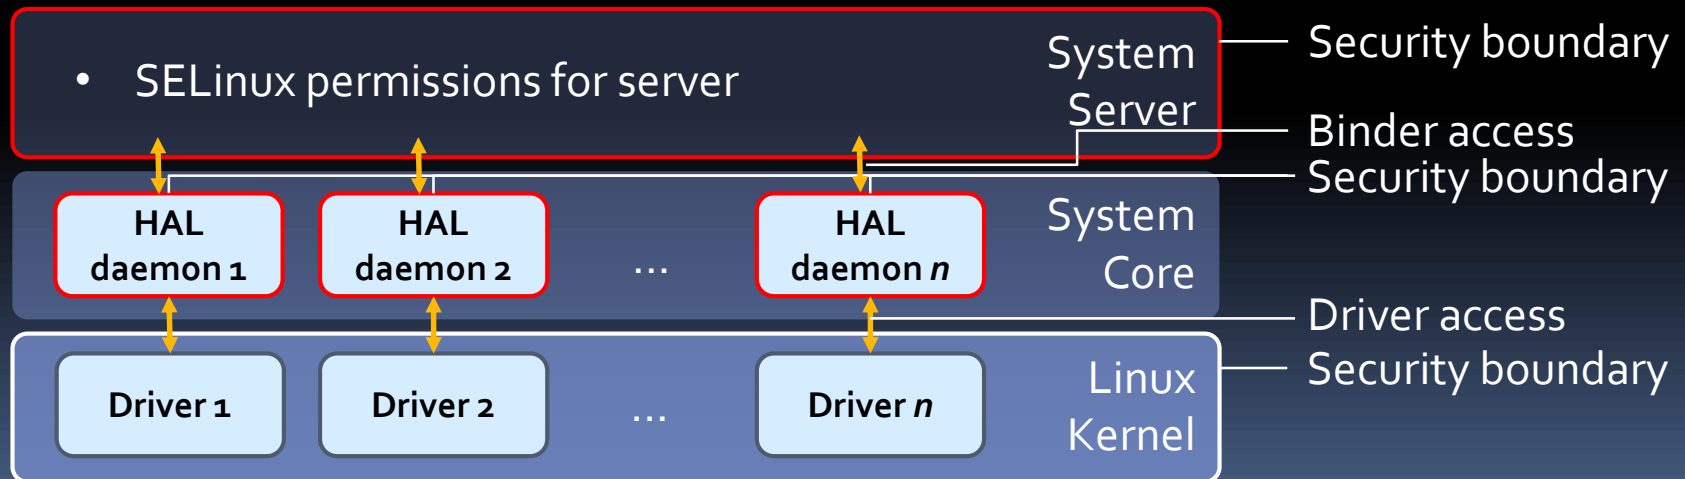 • SELinux permissions for server
System
Server
Security boundary
Binder access
Security boundary
HAL
daemon 1
HAL
daemon 2
...
HAL
daemon n
System
Core
Driver access
Security boundary
Driver 1
Driver 2
...
Driver n
Linux
Kernel